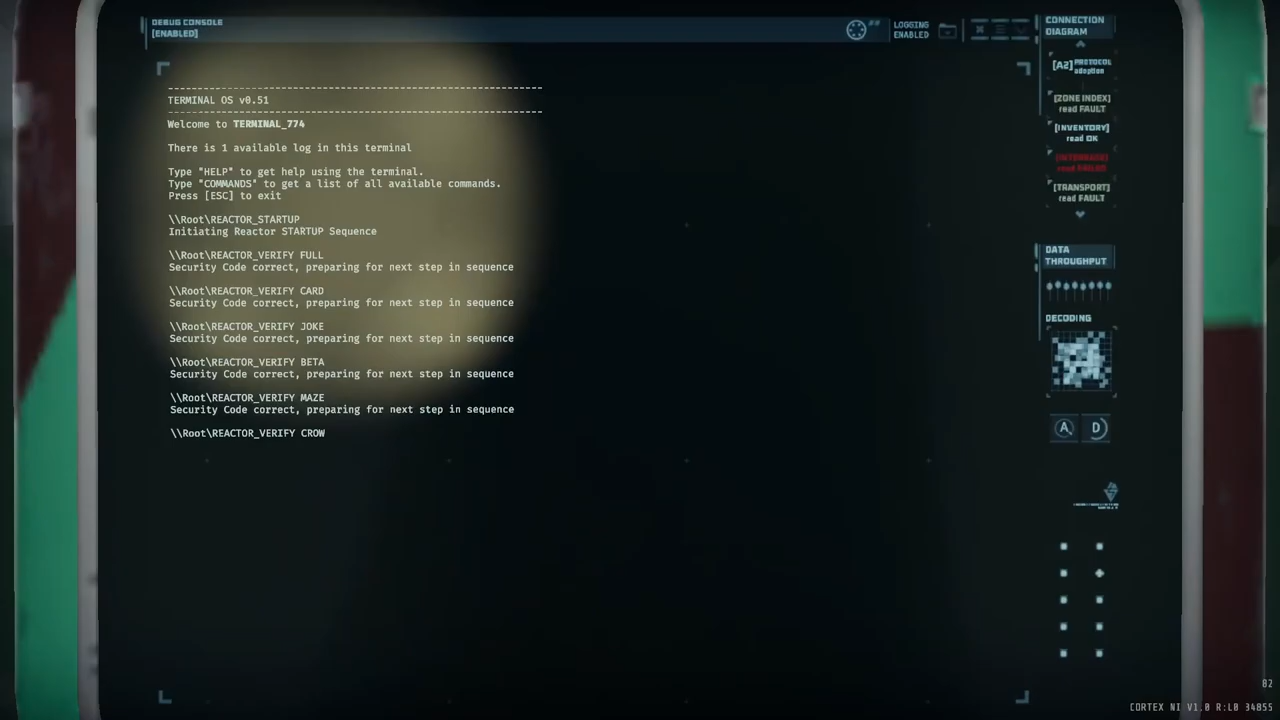 DEBUG CONSOLE
[ENABLED]
LOGGING
ENABLED
CONNECTION
DIAGRAM
[A2] PROTOCOL
adoption
[ZONE INDEX]
read FAULT
[INVENTORY]
read OK
read FAILED
[TRANSPORT]
read FAULT
DATA
THROUGHPUT
DECODING
A D
--------------------------------------------------------------
TERMINAL OS v0.51
--------------------------------------------------------------
Welcome to TERMINAL_774
There is 1 available log in this terminal
Type "HELP" to get help using the terminal.
Type "COMMANDS" to get a list of all available commands.
Press [ESC] to exit
\\Root\REACTOR_STARTUP
Initiating Reactor STARTUP Sequence
\\Root\REACTOR_VERIFY FULL
Security Code correct, preparing for next step in sequence
\\Root\REACTOR_VERIFY CARD
Security Code correct, preparing for next step in sequence
\\Root\REACTOR_VERIFY JOKE
Security Code correct, preparing for next step in sequence
\\Root\REACTOR_VERIFY BETA
Security Code correct, preparing for next step in sequence
\\Root\REACTOR_VERIFY MAZE
Security Code correct, preparing for next step in sequence
\\Root\REACTOR_VERIFY CROW
82
CORTEX NI V1.0 R:L0 34855